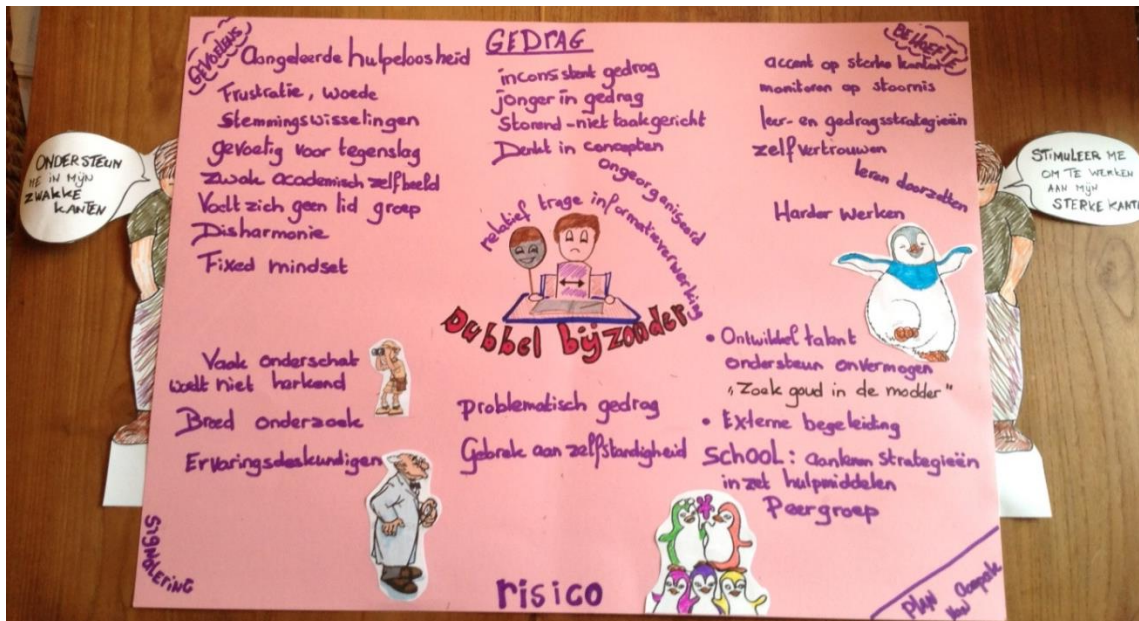 GEVOELENS
Aangeleerde hulpeloosheid
Frustratie, woede
Stemmingswisselingen
gevoelig voor tegenslag
zwak academisch zelfbeeld
Voelt zich geen lid groep
Disharmonie
Fixed mindset
GEDRAG
inconsistent gedrag
jonger in gedrag
Storend-niet taakgericht
Denkt in concepten
ongeorganiseerd
relatief trage informatieverwerking
BEHOEFTE
accent op sterke kanten
monitoren op stoornis
leer- en gedragsstrategieën
zelfvertrouwen
leren doorzetten
Harder werken
ONDERSTEUN
ME IN MIJN
ZWAKKE
KANTEN
STIMULEER ME
OM TE WERKEN
AAN MIJN
STERKE KANT
Dubbel bijzonder
Vaak onderschat
wordt niet herkend
Breed onderzoek
Ervaringsdeskundigen
SIGNALERING
problematisch gedrag
Gebrek aan zelfstandigheid
risico
• Ontwikkel talent
ondersteun onvermogen
„Zoek goud in de modder"
• Externe begeleiding
SCHOOL: aanleren strategieën
inzet hulpmiddelen
Peergroep
Plan van Aanpak